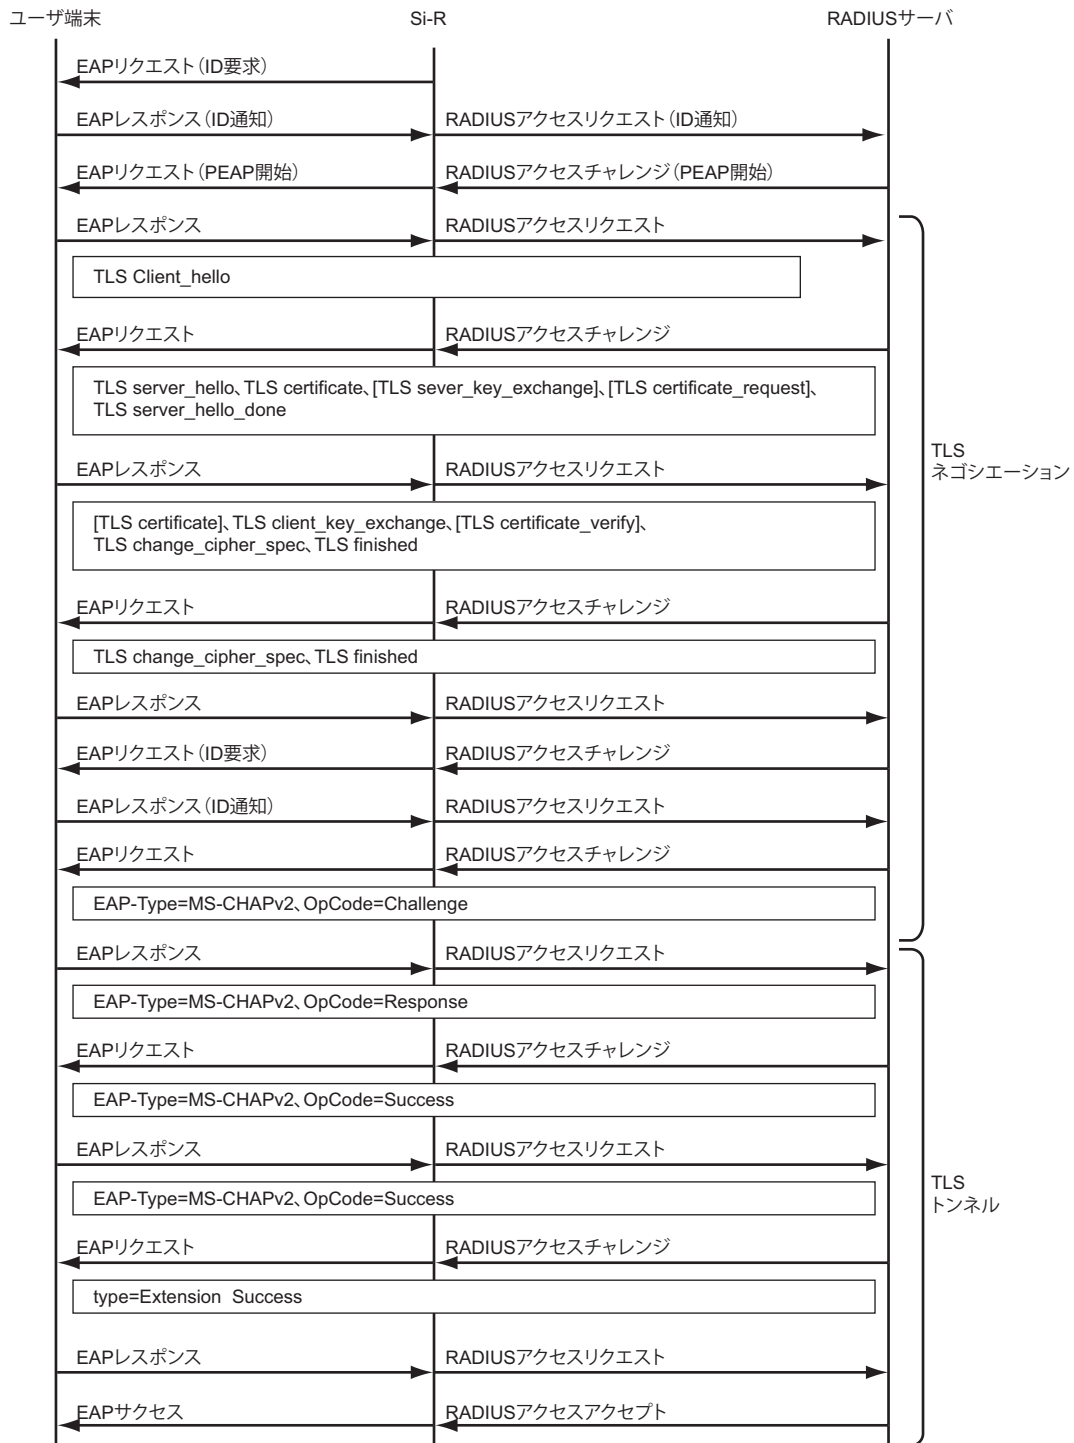 ユーザ端末 Si-R RADIUSサーバ
EAPリクエスト（ID要求）
EAPレスポンス（ID通知） RADIUSアクセスリクエスト（ID通知）
EAPリクエスト（PEAP開始） RADIUSアクセスチャレンジ（PEAP開始）
EAPレスポンス RADIUSアクセスリクエスト
TLS Client_hello
EAPリクエスト RADIUSアクセスチャレンジ
TLS server_hello、TLS certificate、[TLS sever_key_exchange]、[TLS certificate_request]、
TLS server_hello_done
TLS
ネゴシエーション
EAPレスポンス RADIUSアクセスリクエスト
[TLS certificate]、TLS client_key_exchange、[TLS certificate_verify]、
TLS change_cipher_spec、TLS finished
EAPリクエスト RADIUSアクセスチャレンジ
TLS change_cipher_spec、TLS finished
EAPレスポンス RADIUSアクセスリクエスト
EAPリクエスト（ID要求） RADIUSアクセスチャレンジ
EAPレスポンス（ID通知） RADIUSアクセスリクエスト
EAPリクエスト RADIUSアクセスチャレンジ
EAP-Type=MS-CHAPv2、OpCode=Challenge
EAPレスポンス RADIUSアクセスリクエスト
EAP-Type=MS-CHAPv2、OpCode=Response
EAPリクエスト RADIUSアクセスチャレンジ
EAP-Type=MS-CHAPv2、OpCode=Success
EAPレスポンス RADIUSアクセスリクエスト
EAP-Type=MS-CHAPv2、OpCode=Success
TLS
トンネル
EAPリクエスト RADIUSアクセスチャレンジ
type=Extension Success
EAPレスポンス RADIUSアクセスリクエスト
EAPサクセス RADIUSアクセスアクセプト